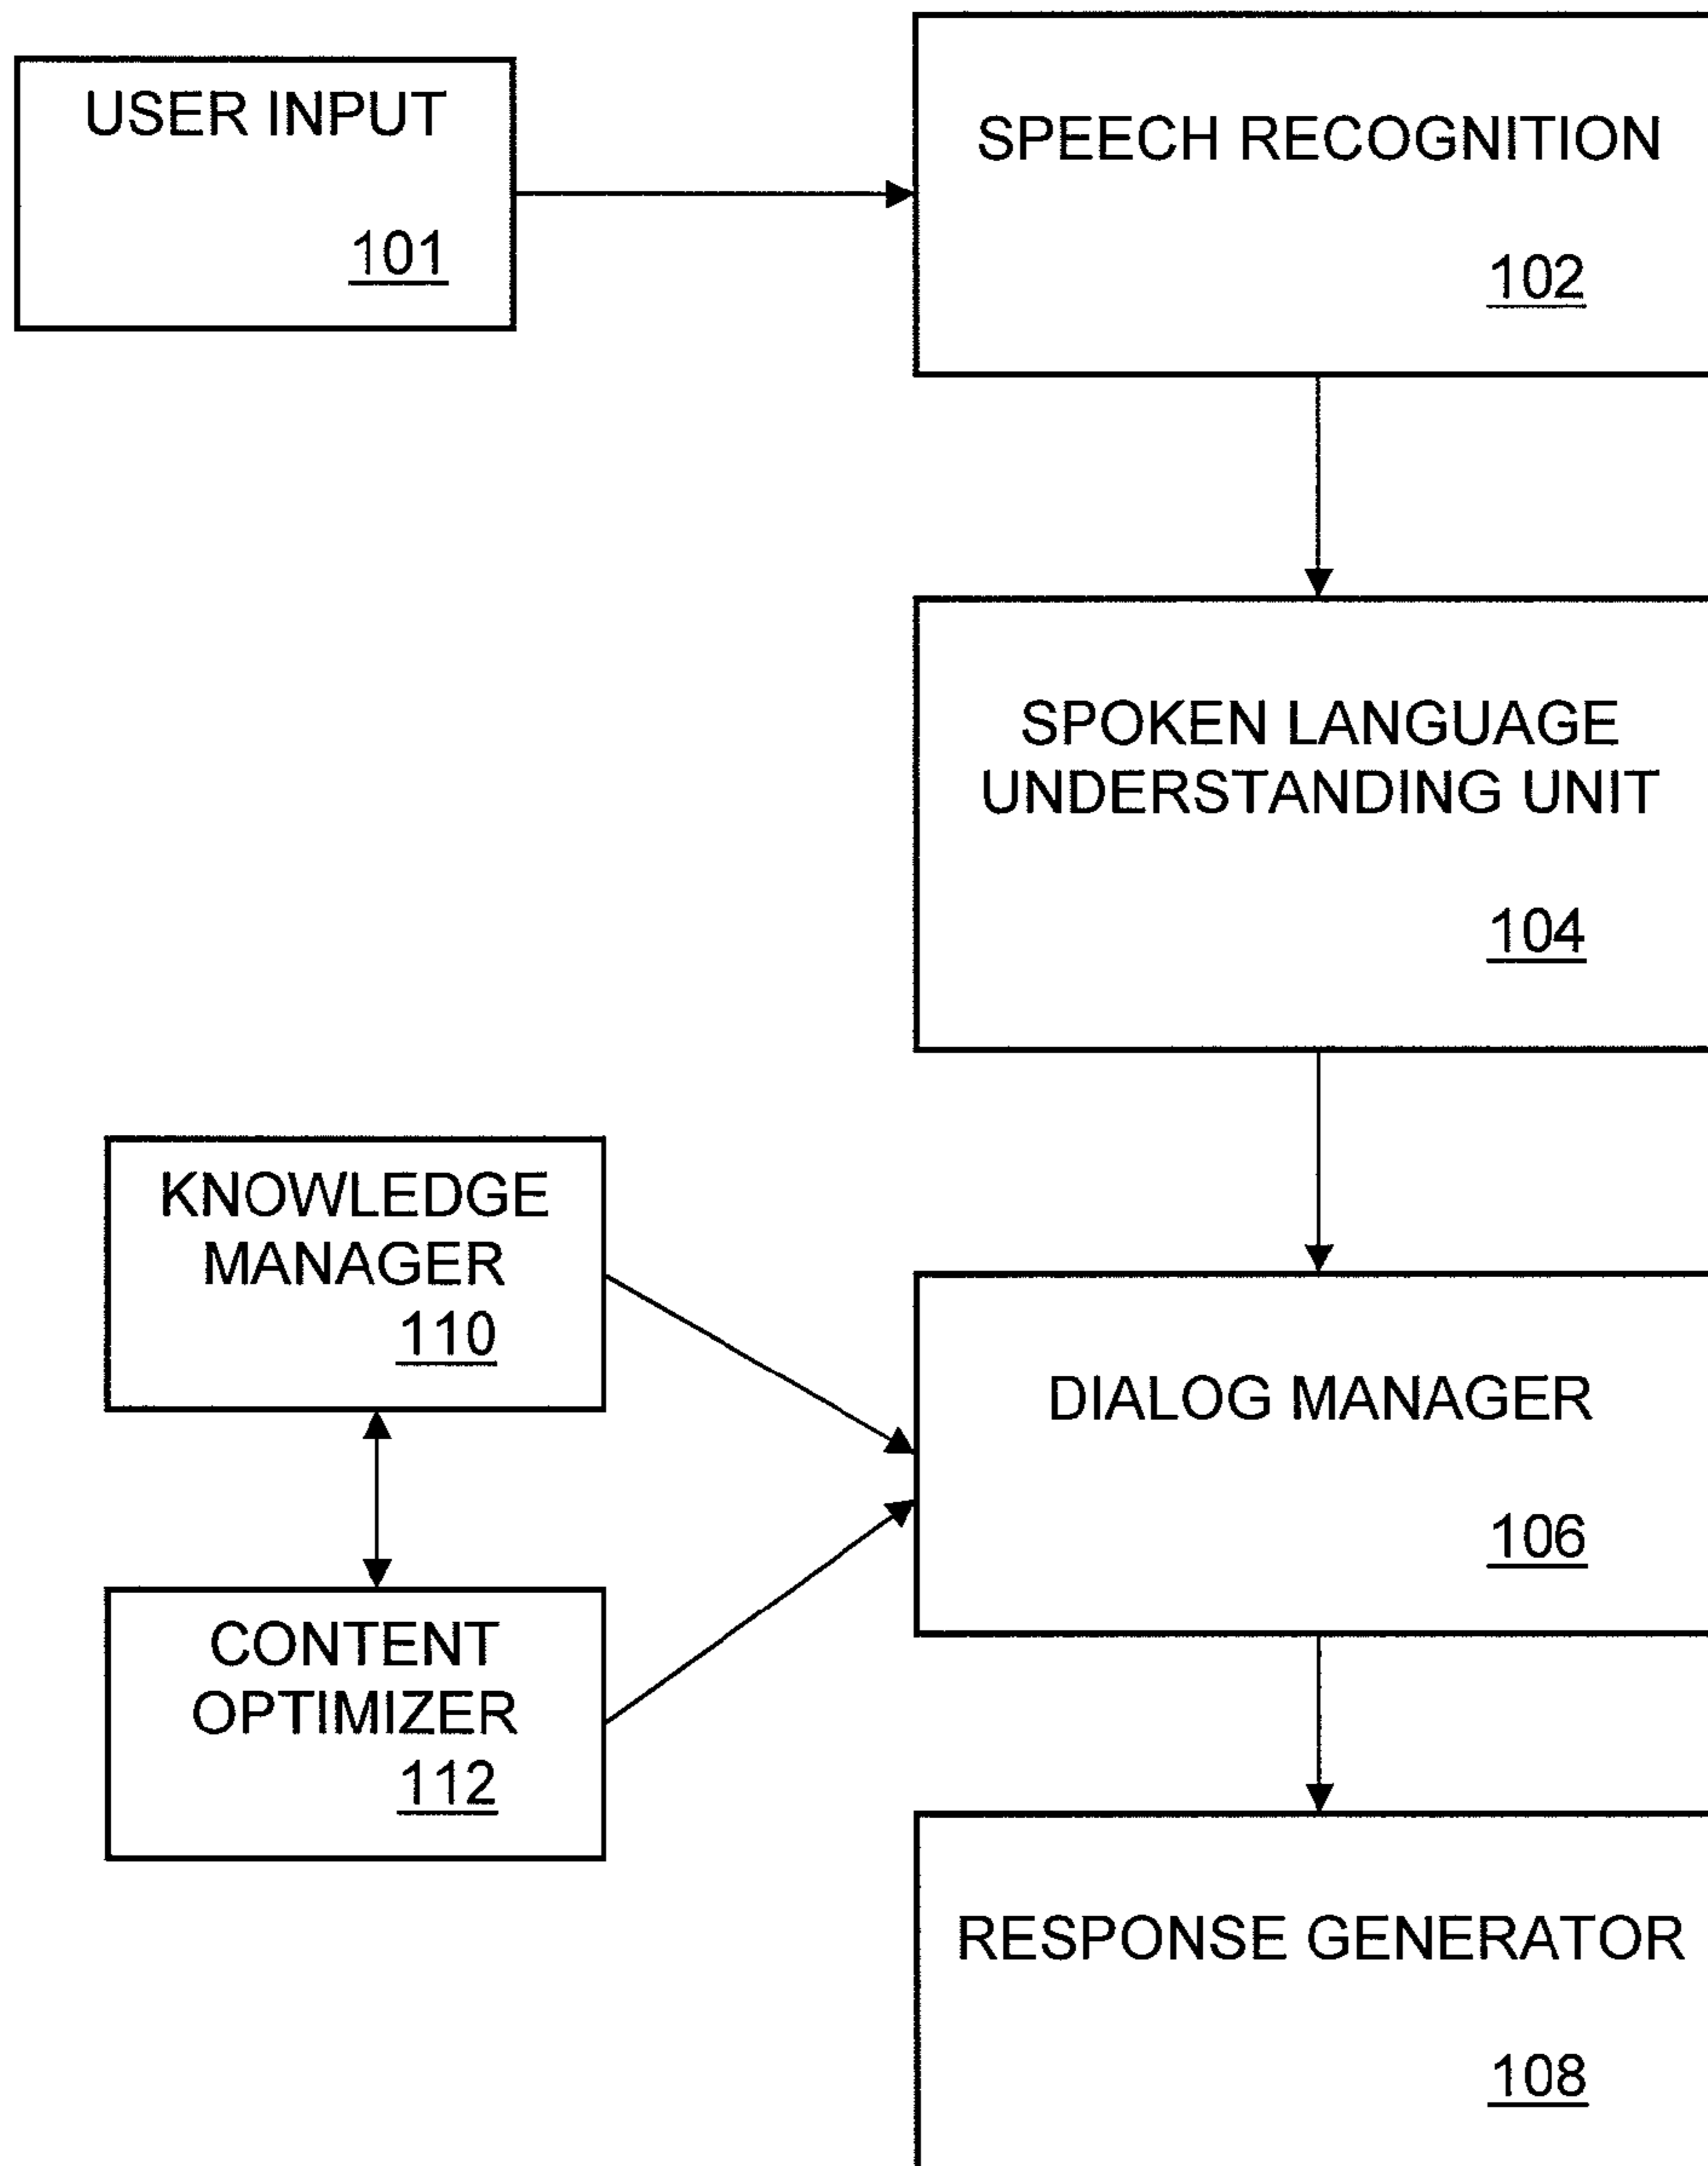 USER INPUT
101
SPEECH RECOGNITION
102
SPOKEN LANGUAGE
UNDERSTANDING UNIT
104
KNOWLEDGE
MANAGER
110
DIALOG MANAGER
106
CONTENT
OPTIMIZER
112
RESPONSE GENERATOR
108